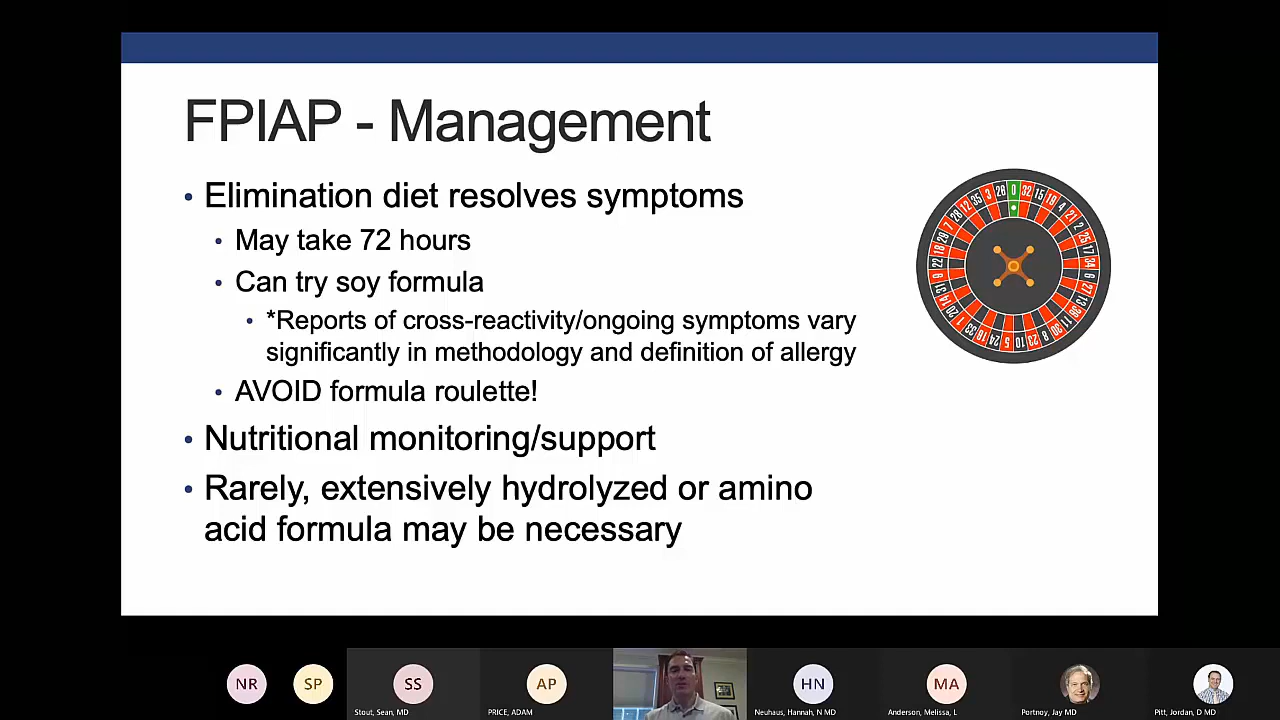 FPIAP - Management
• Elimination diet resolves symptoms
• May take 72 hours
• Can try soy formula
• *Reports of cross-reactivity/ongoing symptoms vary
significantly in methodology and definition of allergy
• AVOID formula roulette!
• Nutritional monitoring/support
• Rarely, extensively hydrolyzed or amino
acid formula may be necessary
NR
SP
SS
AP
HN
MA
Stout, Sean, MD
PRICE, ADAM
Neuhaus, Hannah, N MD
Anderson, Melissa, L
Portnoy, Jay MD
Pitt, Jordan, D MD